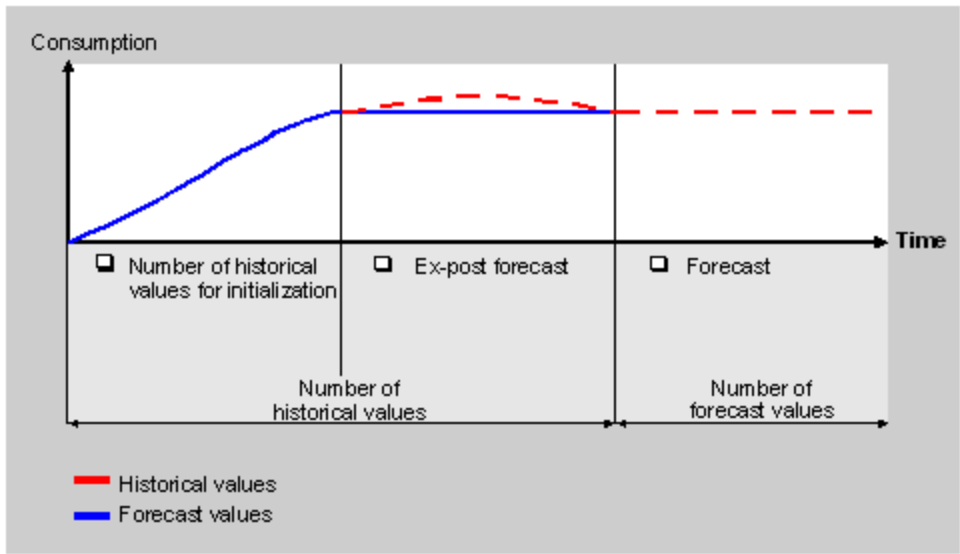 Consumption
Time
Number of historical
values for initialization
Ex-post forecast
Forecast
Number of
historical values
Number of
forecast values
Historical values
Forecast values